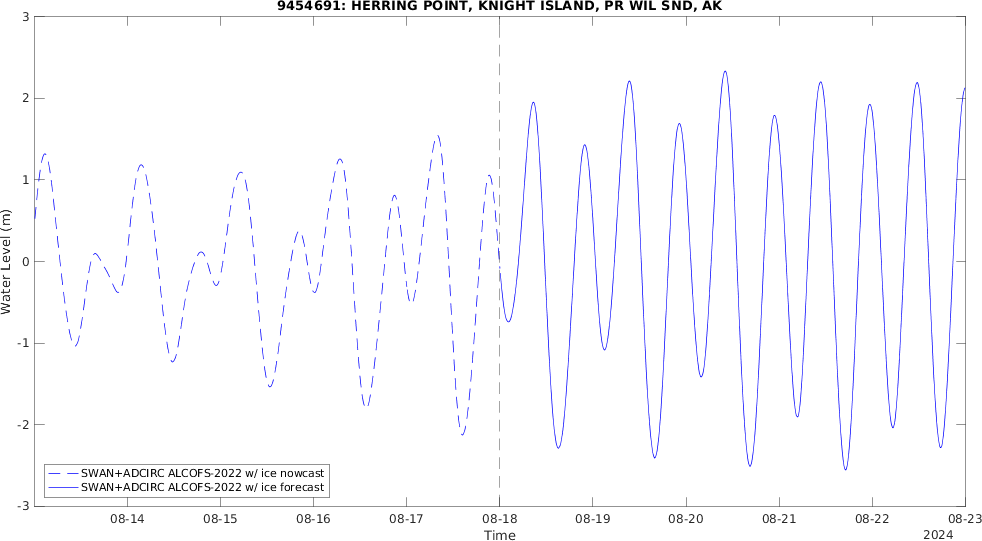 9454691: HERRING POINT, KNIGHT ISLAND, PR WIL SND, AK
3
2
1
0
-1
-2
-3
Water Level (m)
SWAN+ADCIRC ALCOFS-2022 w/ ice nowcast
SWAN+ADCIRC ALCOFS-2022 w/ ice forecast
08-14 08-15 08-16 08-17 08-18 08-19 08-20 08-21 08-22 08-23
Time
2024